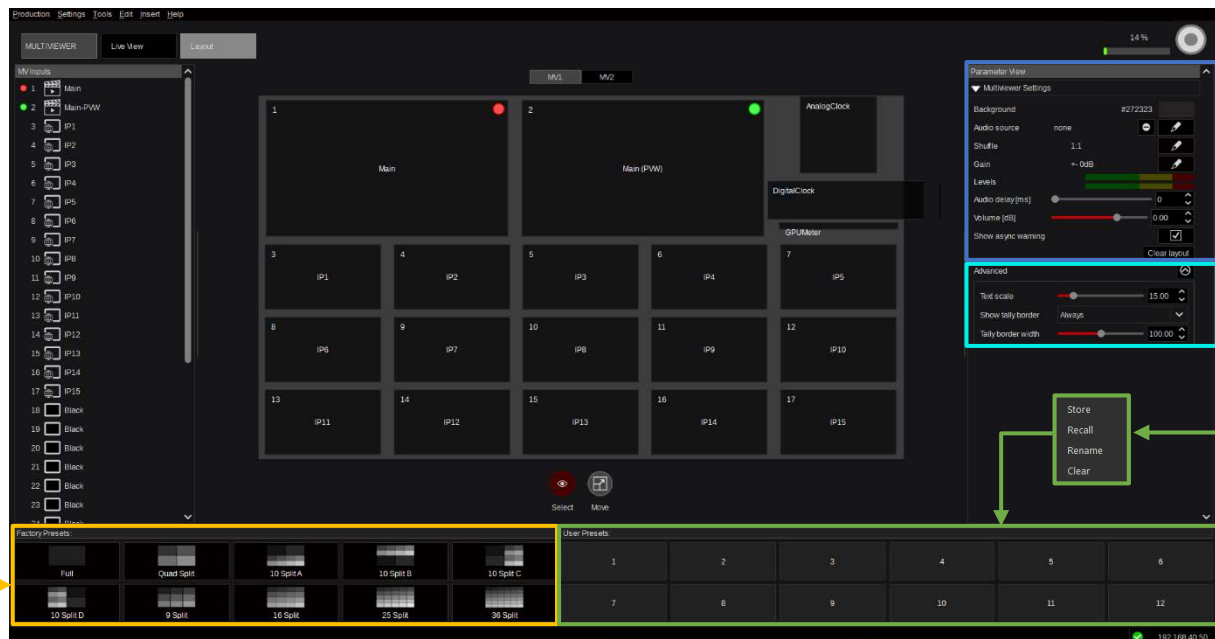 Production Settings Tools Edit Insert Help
MULTIVIEWER Live View Layout
14 %
MV Inputs
1 Main
2 Main-PVW
3 IP1
4 IP2
5 IP3
6 IP4
7 IP5
8 IP6
9 IP7
10 IP8
11 IP9
12 IP10
13 IP11
14 IP12
15 IP13
16 IP14
17 IP15
18 Black
19 Black
20 Black
21 Black
22 Black
23 Black
24 Black
MV1 MV2
1 Main
2 Main (PVW)
AnalogClock
DigitalClock
GPUMeter
3 IP1
4 IP2
5 IP3
6 IP4
7 IP5
8 IP6
9 IP7
10 IP8
11 IP9
12 IP10
13 IP11
14 IP12
15 IP13
16 IP14
17 IP15
Select Move
Parameter View
Multiviewer Settings
Background #272323
Audio source none
Shuffle 1:1
Gain +- 0dB
Levels
Audio delay [ms] 0
Volume [dB] 0.00
Show async warning
Clear layout
Advanced
Text scale 15.00
Show tally border Always
Tally border width 100.00
Store
Recall
Rename
Clear
Factory Presets:
Full Quad Split 10 Split A 10 Split B 10 Split C
10 Split D 9 Split 16 Split 25 Split 36 Split
User Presets:
1 2 3 4 5 6
7 8 9 10 11 12
192.168.40.50